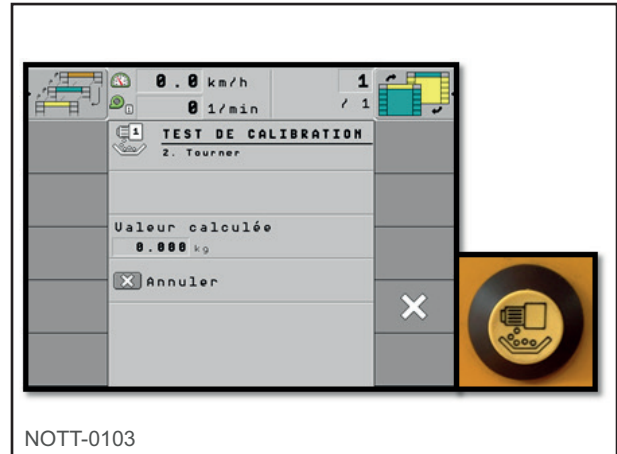 0.0 km/h
1
0 1/min
/ 1
1
TEST DE CALIBRATION
2. Tourner
Valeur calculée
0.000 kg
X Annuler
NOTT-0103